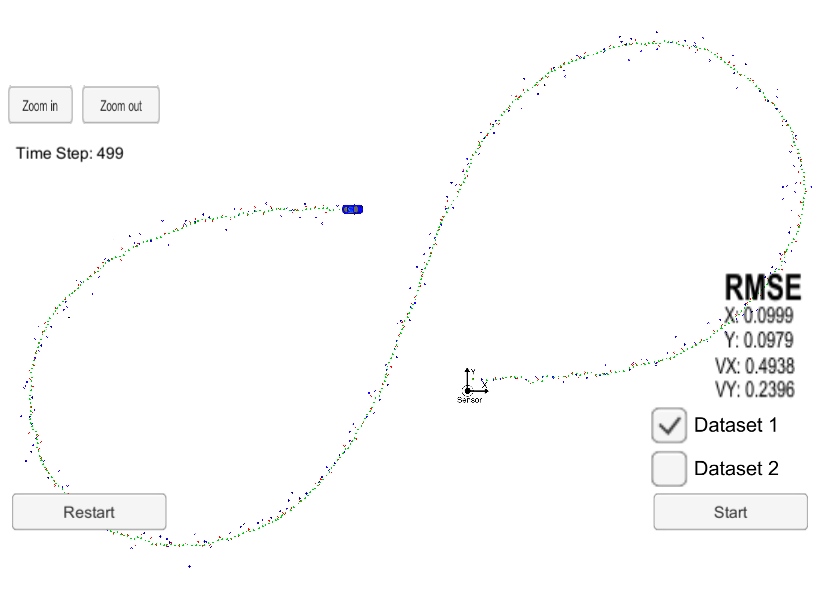 Zoom in
Zoom out
Time Step: 499
RMSE
X: 0.0999
Y: 0.0979
VX: 0.4938
VY: 0.2396
Y
X
Sensor
Dataset 1
Dataset 2
Restart
Start